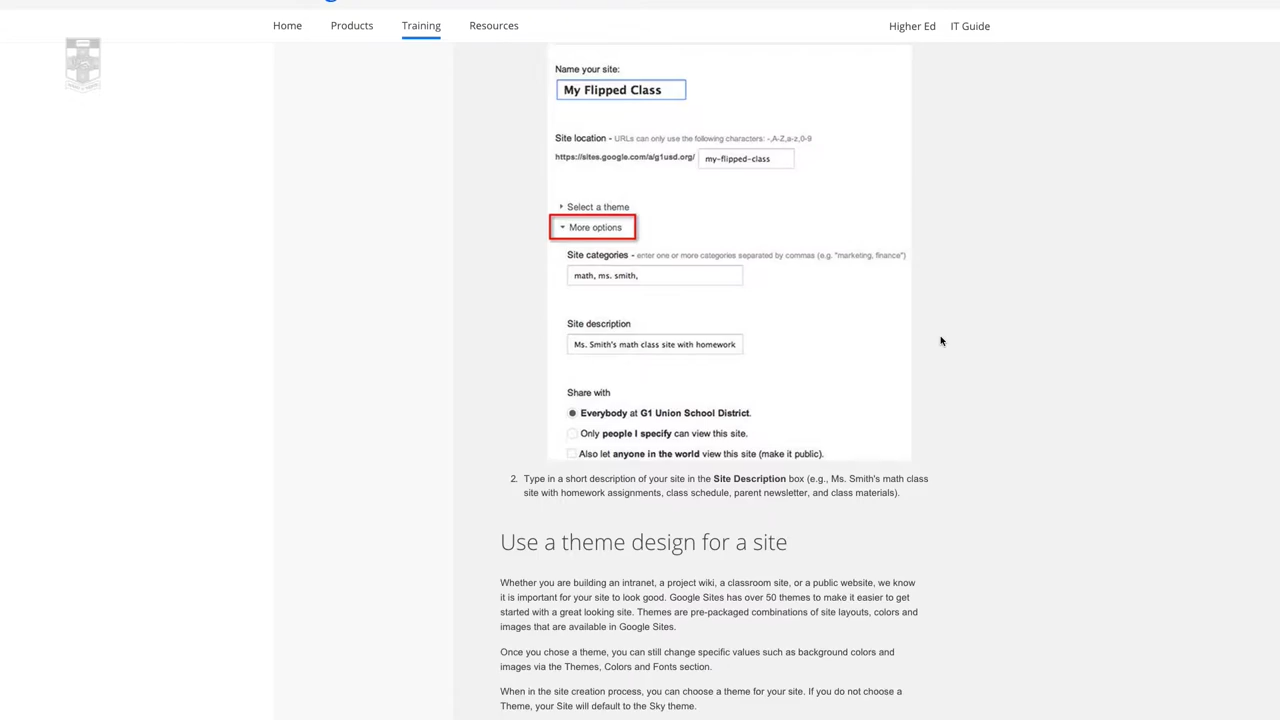 Home Products Training Resources Higher Ed IT Guide
Name your site:
My Flipped Class
Site location - URLs can only use the following characters: -,A-Z,a-z,0-9
https://sites.google.com/a/g1usd.org/ my-flipped-class
Select a theme
More options
Site categories - enter one or more categories separated by commas (e.g. "marketing, finance")
math, ms. smith,
Site description
Ms. Smith's math class site with homework
Share with
Everybody at G1 Union School District.
Only people I specify can view this site.
Also let anyone in the world view this site (make it public).
2. Type in a short description of your site in the Site Description box (e.g., Ms. Smith's math class
site with homework assignments, class schedule, parent newsletter, and class materials).
Use a theme design for a site
Whether you are building an intranet, a project wiki, a classroom site, or a public website, we know
it is important for your site to look good. Google Sites has over 50 themes to make it easier to get
started with a great looking site. Themes are pre-packaged combinations of site layouts, colors and
images that are available in Google Sites.
Once you chose a theme, you can still change specific values such as background colors and
images via the Themes, Colors and Fonts section.
When in the site creation process, you can choose a theme for your site. If you do not choose a
Theme, your Site will default to the Sky theme.